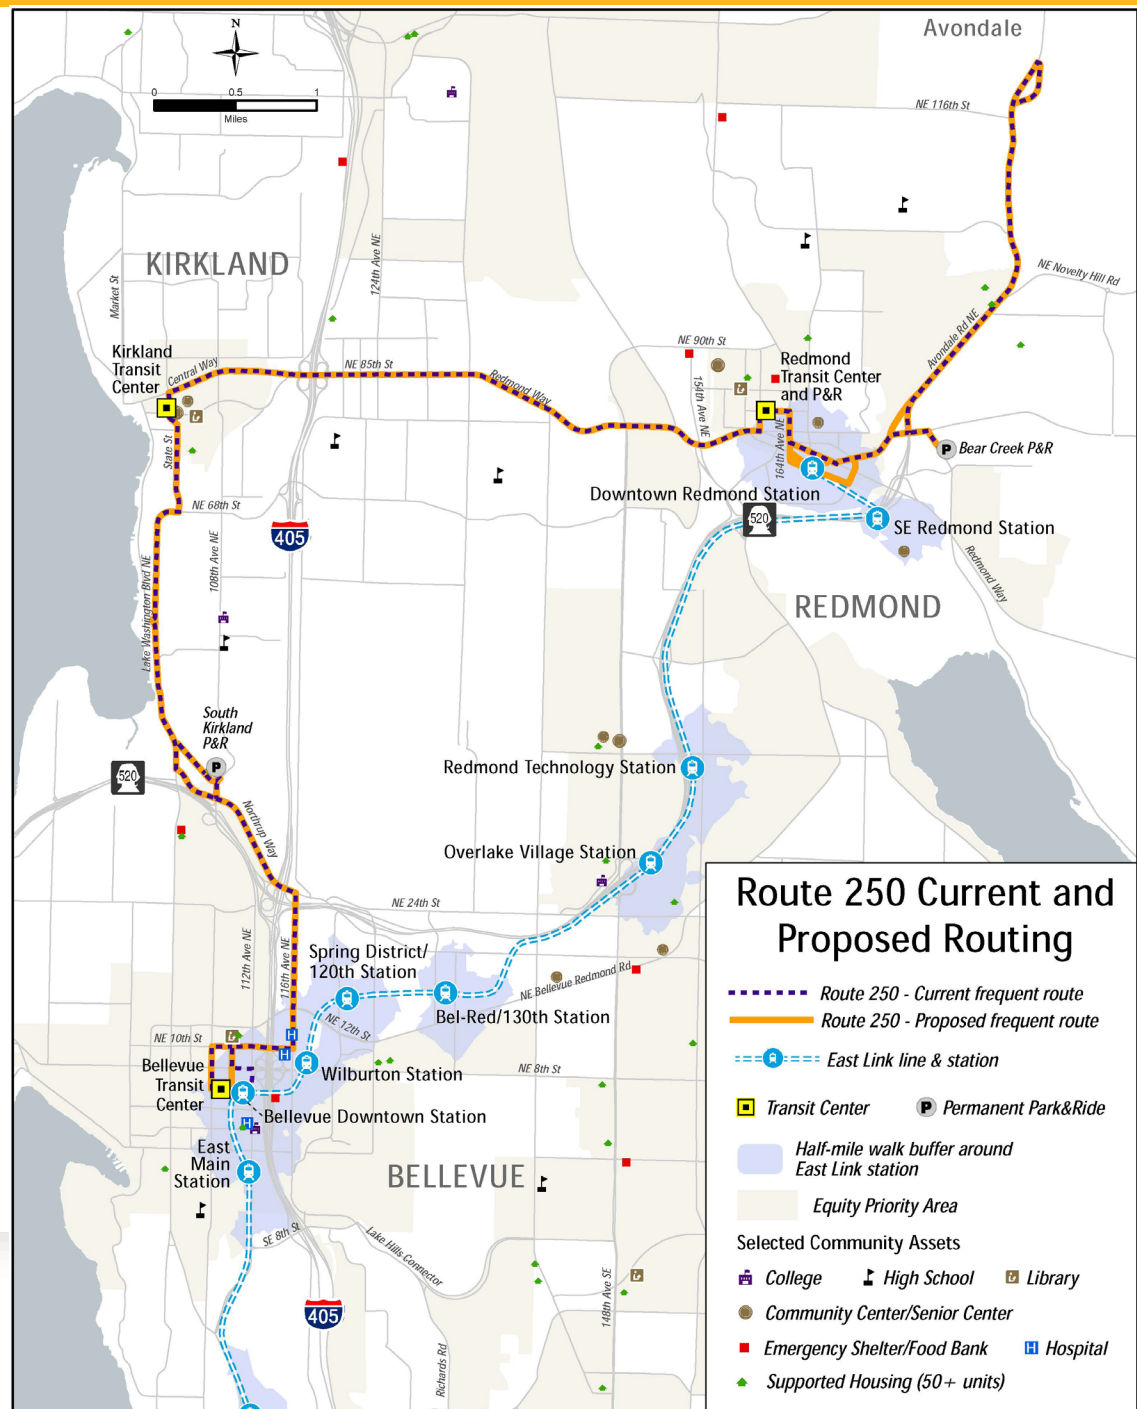 Avondale
N
0
0.5
1
Miles
NE 116th St
KIRKLAND
124th Ave NE
Market St
NE Novelty Hill Rd
Kirkland
Transit
Center
Central Way
NE 85th St
Redmond Way
NE 90th St
154th Ave NE
Redmond
Transit Center
and P&R
Avondale Rd NE
164th Ave NE
State St
P
Bear Creek P&R
Downtown Redmond Station
NE 68th St
405
520
SE Redmond Station
108th Ave NE
Lake Washington Blvd NE
Redmond Way
REDMOND
South
Kirkland
P&R
P
520
Redmond Technology Station
Northrup Way
Overlake Village Station
NE 24th St
112th Ave NE
116th Ave NE
Spring District/
120th Station
NE Bellevue Redmond Rd
Bel-Red/130th Station
NE 12th St
NE 10th St
H
H
Bellevue
Transit
Center
Wilburton Station
NE 8th St
Bellevue Downtown Station
H
East
Main
Station
BELLEVUE
SE 8th St
Lake Hills Connector
405
148th Ave SE
Richards Rd
Route 250 Current and
Proposed Routing
Route 250 - Current frequent route
Route 250 - Proposed frequent route
East Link line & station
Transit Center
P
Permanent Park&Ride
Half-mile walk buffer around
East Link station
Equity Priority Area
Selected Community Assets
College
High School
Library
Community Center/Senior Center
Emergency Shelter/Food Bank
H
Hospital
Supported Housing (50+ units)